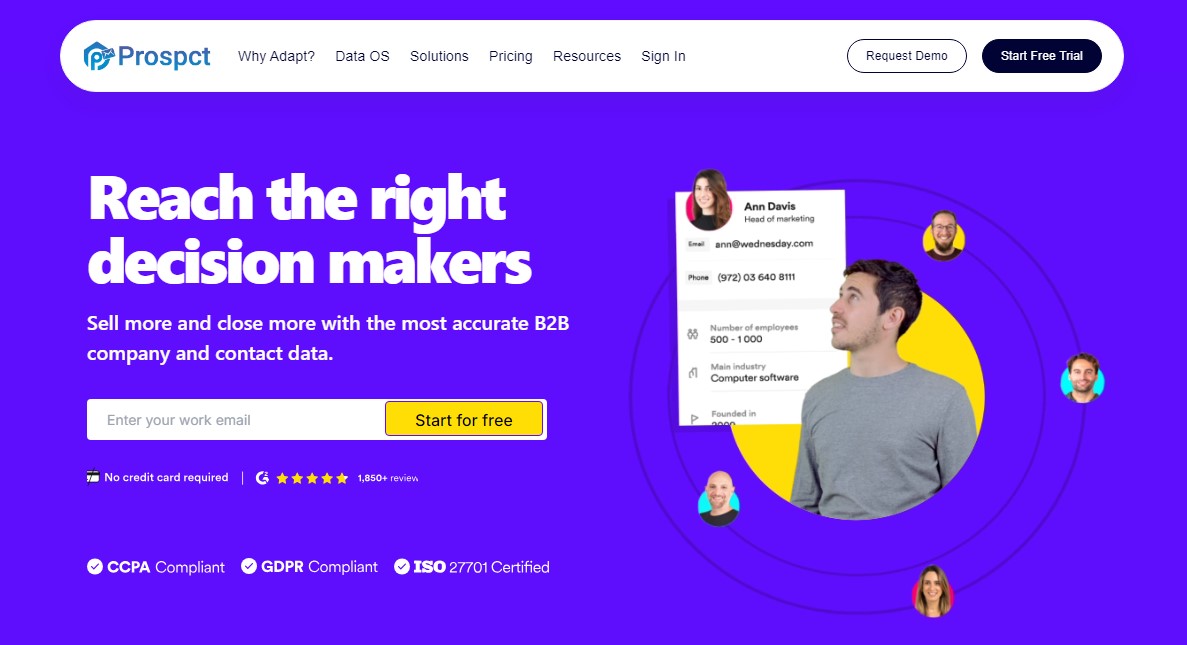 Prospct
Why Adapt? Data OS Solutions Pricing Resources Sign In
Request Demo
Start Free Trial
Reach the right
decision makers
Sell more and close more with the most accurate B2B
company and contact data.
Enter your work email
Start for free
No credit card required | 1,850+ review
CCPA Compliant GDPR Compliant ISO 27701 Certified
Ann Davis
Head of marketing
Email ann@wednesday.com
Phone (972) 03 640 8111
Number of employees
500 - 1 000
Main industry
Computer software
Founded in